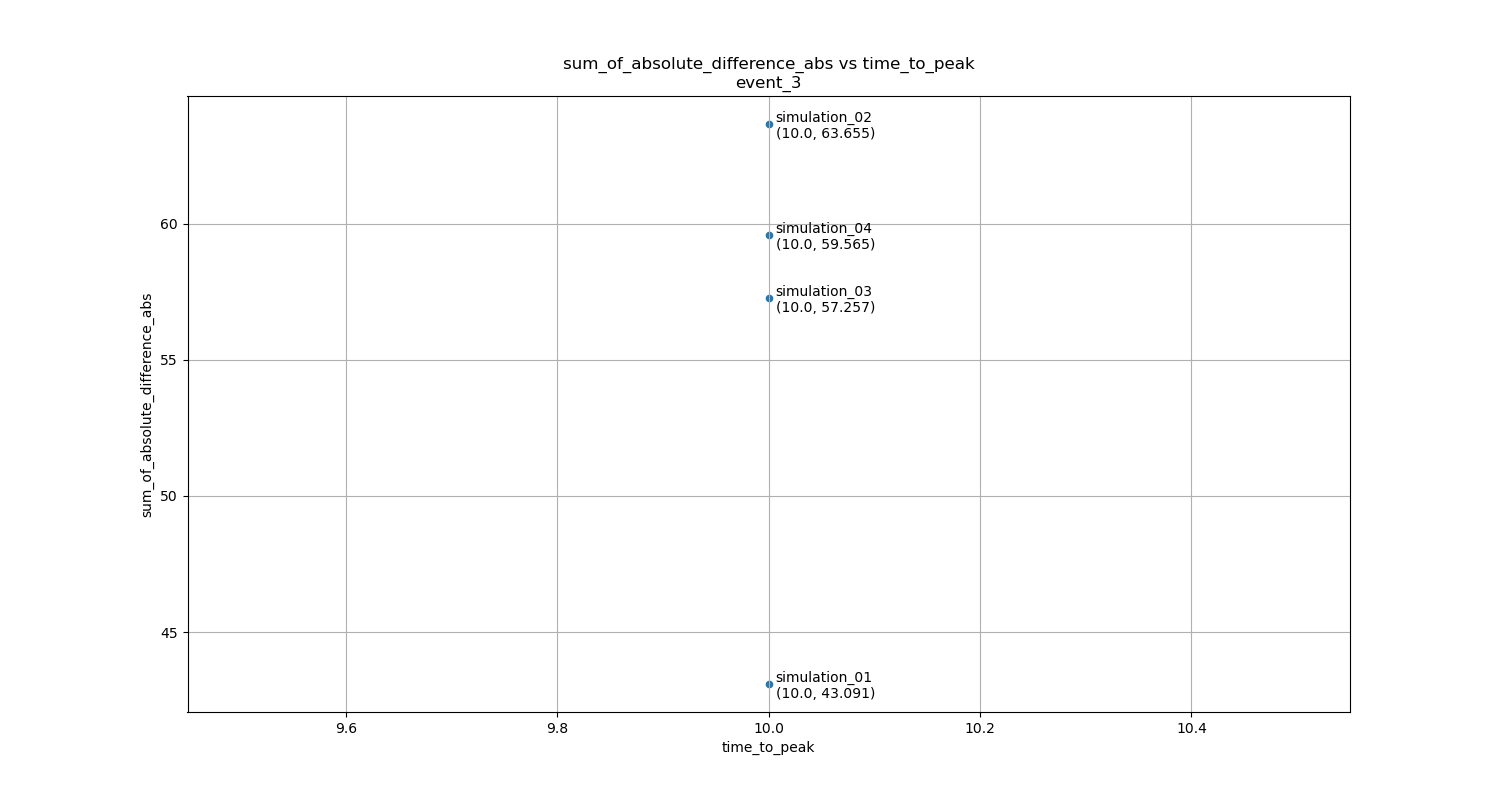 sum_of_absolute_difference_abs vs time_to_peak
event_3
simulation_02
(10.0, 63.655)
60
simulation_04
(10.0, 59.565)
simulation_03
(10.0, 57.257)
55
sum_of_absolute_difference_abs
50
45
simulation_01
(10.0, 43.091)
9.6 9.8 10.0 10.2 10.4
time_to_peak